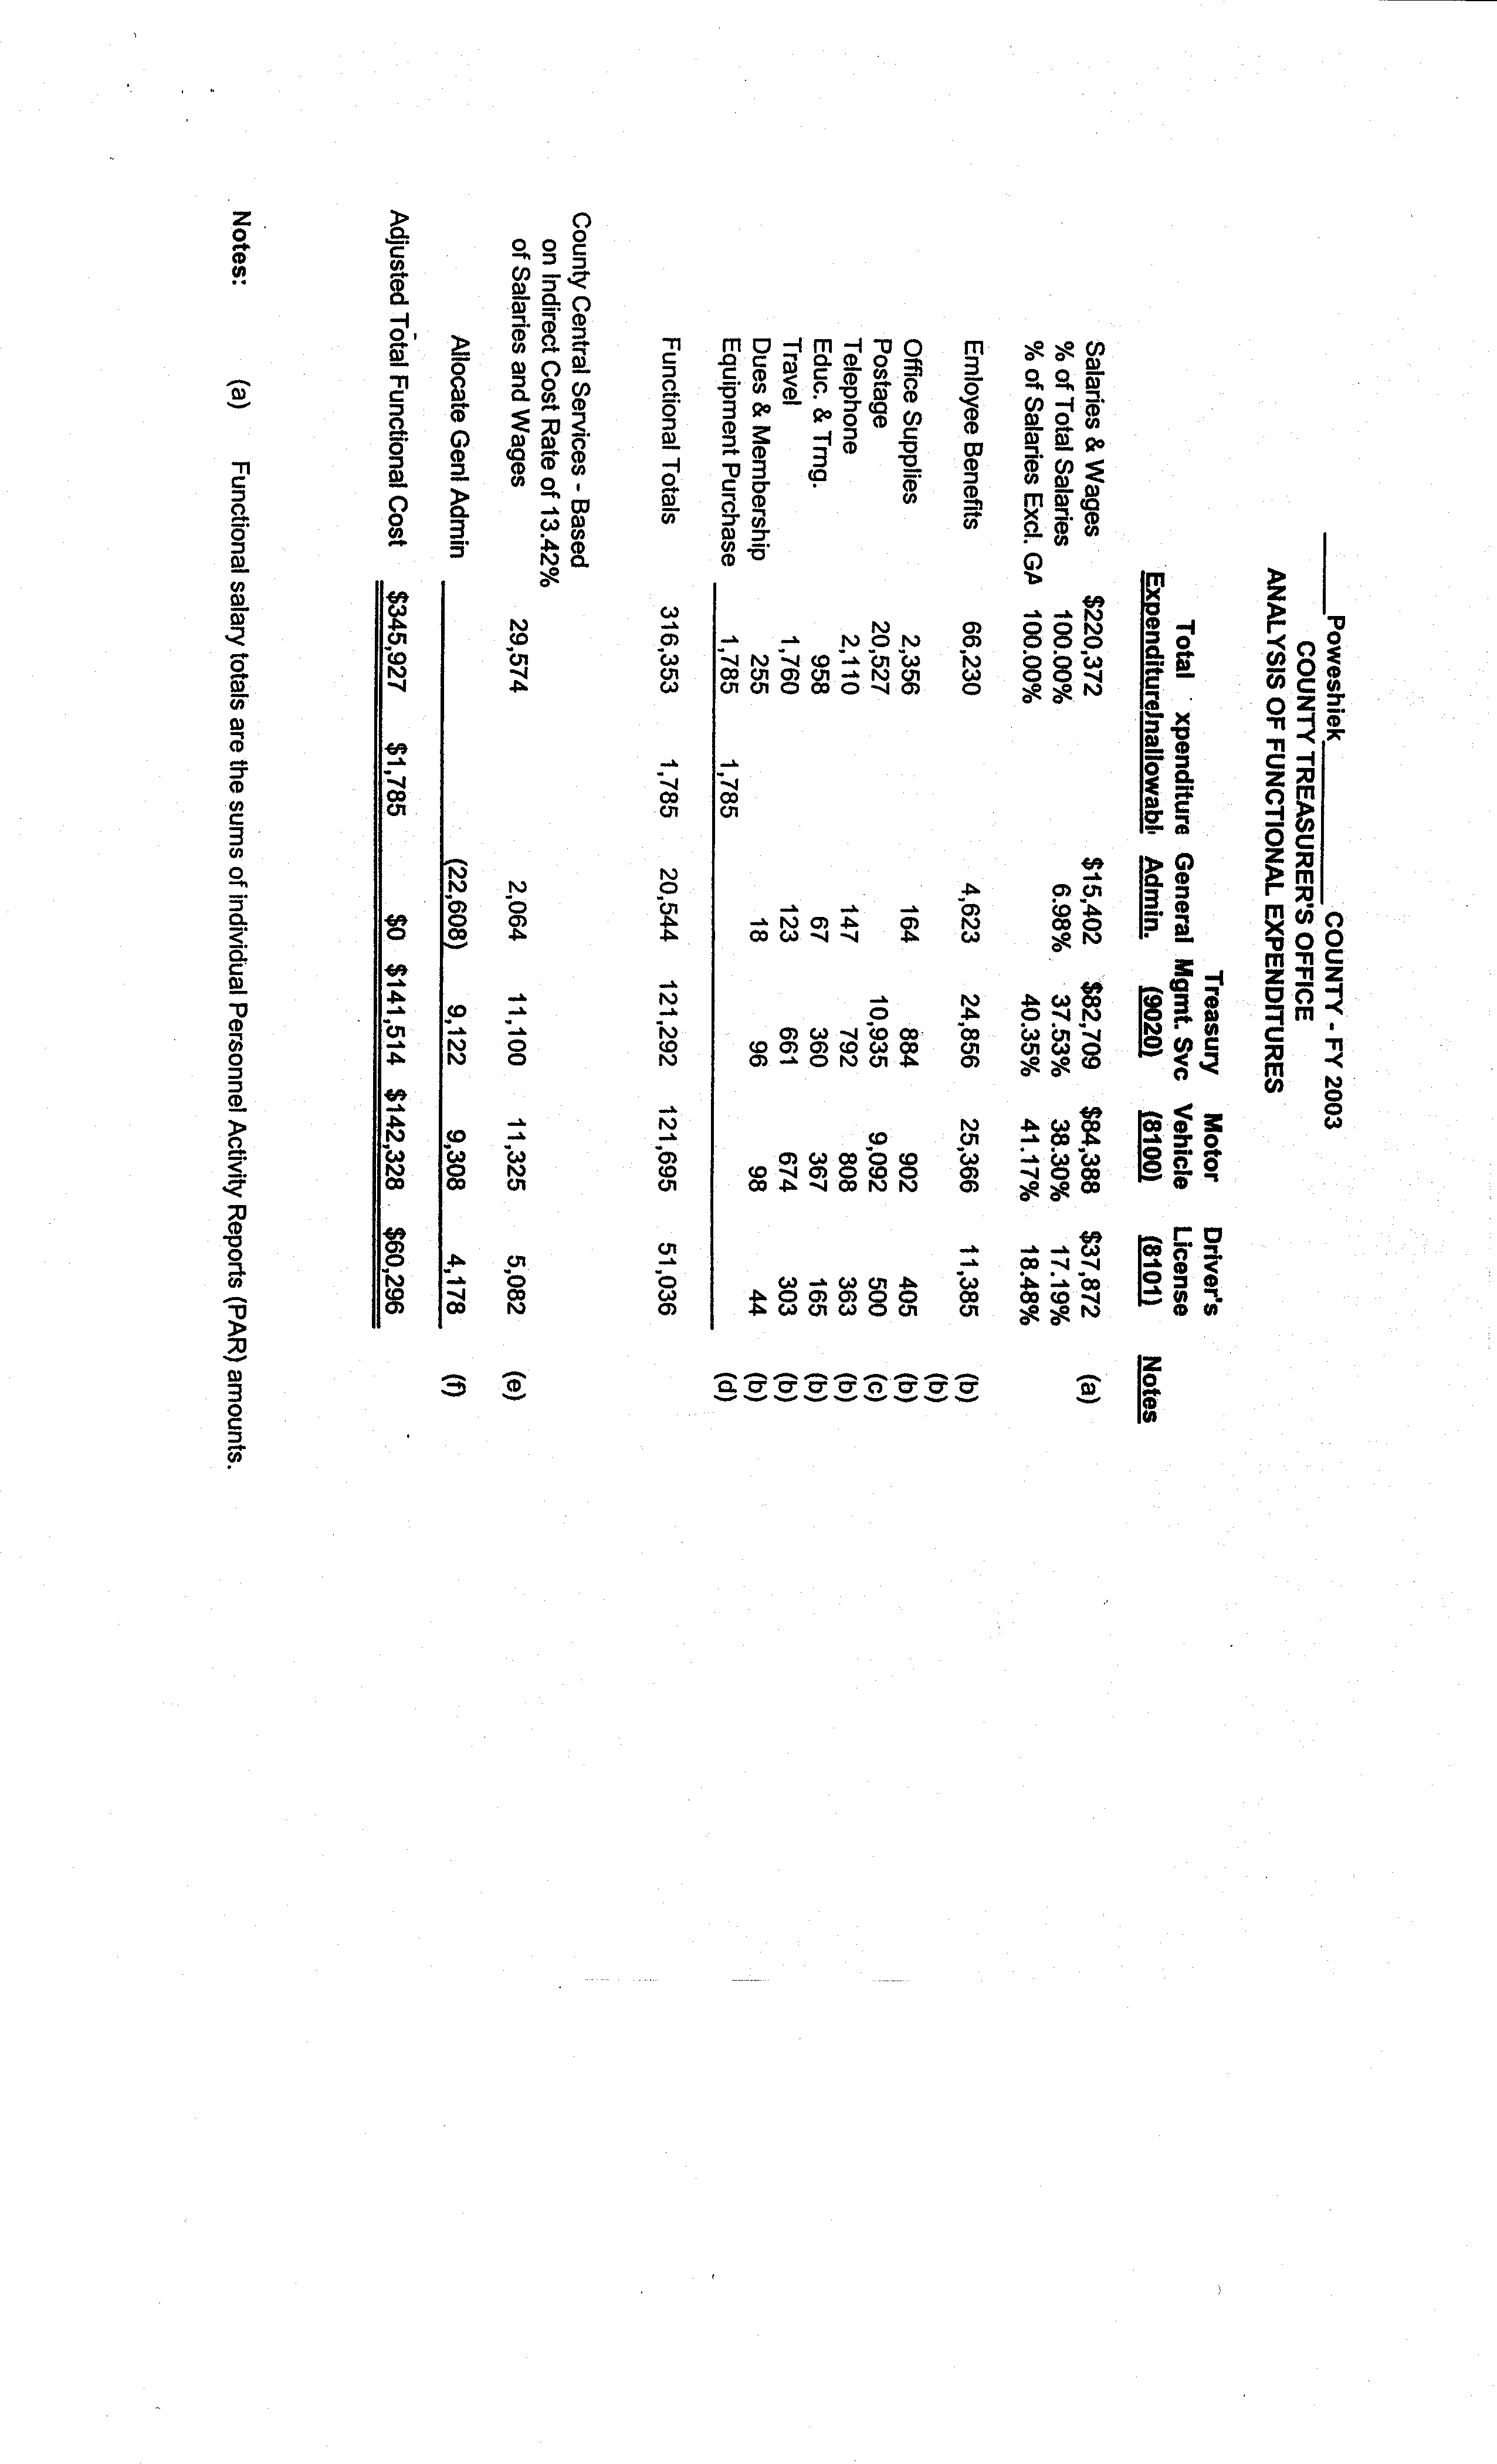 Poweshiek COUNTY - FY 2003
COUNTY TREASURER'S OFFICE
ANALYSIS OF FUNCTIONAL EXPENDITURES
Treasury Motor Driver's
Total xpenditure General Mgmt. Svc Vehicle License
Expenditure Jnallowabl Admin. (9020) (8100) (8101) Notes
Salaries & Wages $220,372 $15,402 $82,709 $84,388 $37,872 (a)
% of Total Salaries 100.00% 6.98% 37.53% 38.30% 17.19%
% of Salaries Excl. GA 100.00% 40.35% 41.17% 18.48%
Emloyee Benefits 66,230 4,623 24,856 25,366 11,385 (b)
(b)
Office Supplies 2,356 164 884 902 405 (b)
Postage 20,527 10,935 9,092 500 (c)
Telephone 2,110 147 792 808 363 (b)
Educ. & Trng. 958 67 360 367 165 (b)
Travel 1,760 123 661 674 303 (b)
Dues & Membership 255 18 96 98 44 (b)
Equipment Purchase 1,785 1,785 (d)
Functional Totals 316,353 1,785 20,544 121,292 121,695 51,036
County Central Services - Based
on Indirect Cost Rate of 13.42%
of Salaries and Wages 29,574 2,064 11,100 11,325 5,082 (e)
Allocate Genl Admin (22,608) 9,122 9,308 4,178 (f)
Adjusted Total Functional Cost $345,927 $1,785 $0 $141,514 $142,328 $60,296
Notes: (a) Functional salary totals are the sums of individual Personnel Activity Reports (PAR) amounts.